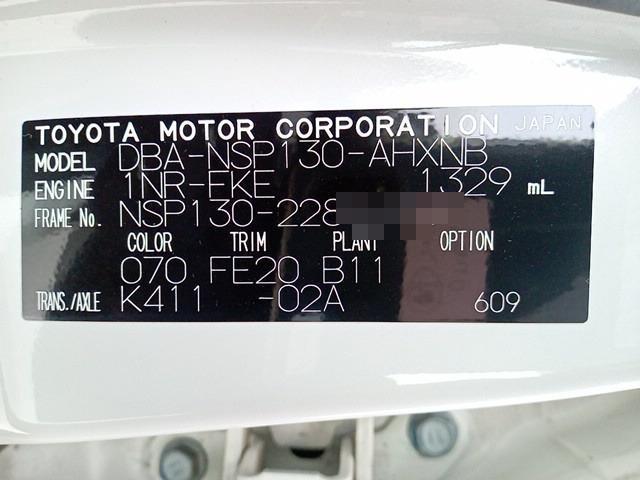 TOYOTA MOTOR CORPORATION JAPAN
MODEL DBA-NSP130-AHXNB
ENGINE 1NR-FKE 1329 mL
FRAME No. NSP130-228
COLOR TRIM PLANT OPTION
070 FE20 B11
TRANS./AXLE K411 -02A 609